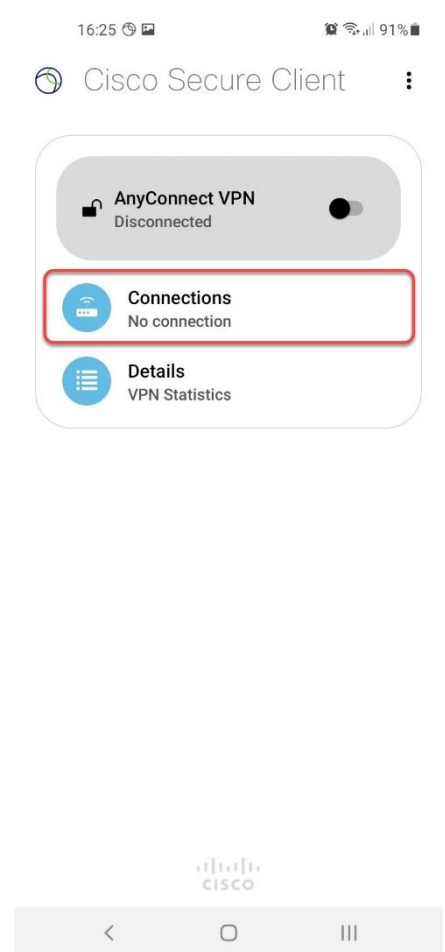 16:25 91%
Cisco Secure Client
AnyConnect VPN
Disconnected
Connections
No connection
Details
VPN Statistics
CISCO